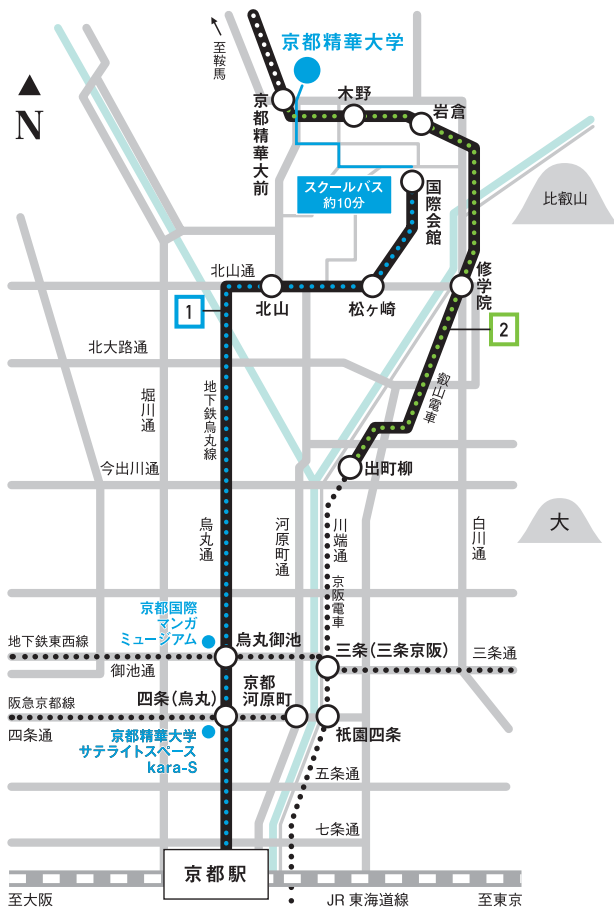 京都精華大学
至鞍馬
N
木野
岩倉
京都精華大前
スクールバス
約10分
国際会館
比叡山
北山通
修学院
1
北山
松ヶ崎
2
北大路通
叡山電車
地下鉄烏丸線
堀川通
今出川通
出町柳
烏丸通
河原町通
川端通
白川通
大
京阪電車
京都国際
マンガ
ミュージアム
地下鉄東西線
烏丸御池
三条(三条京阪)
三条通
御池通
阪急京都線
四条(烏丸)
京都
河原町
四条通
京都精華大学
サテライトスペース
kara-S
祇園四条
五条通
七条通
京都駅
至大阪
JR 東海道線
至東京